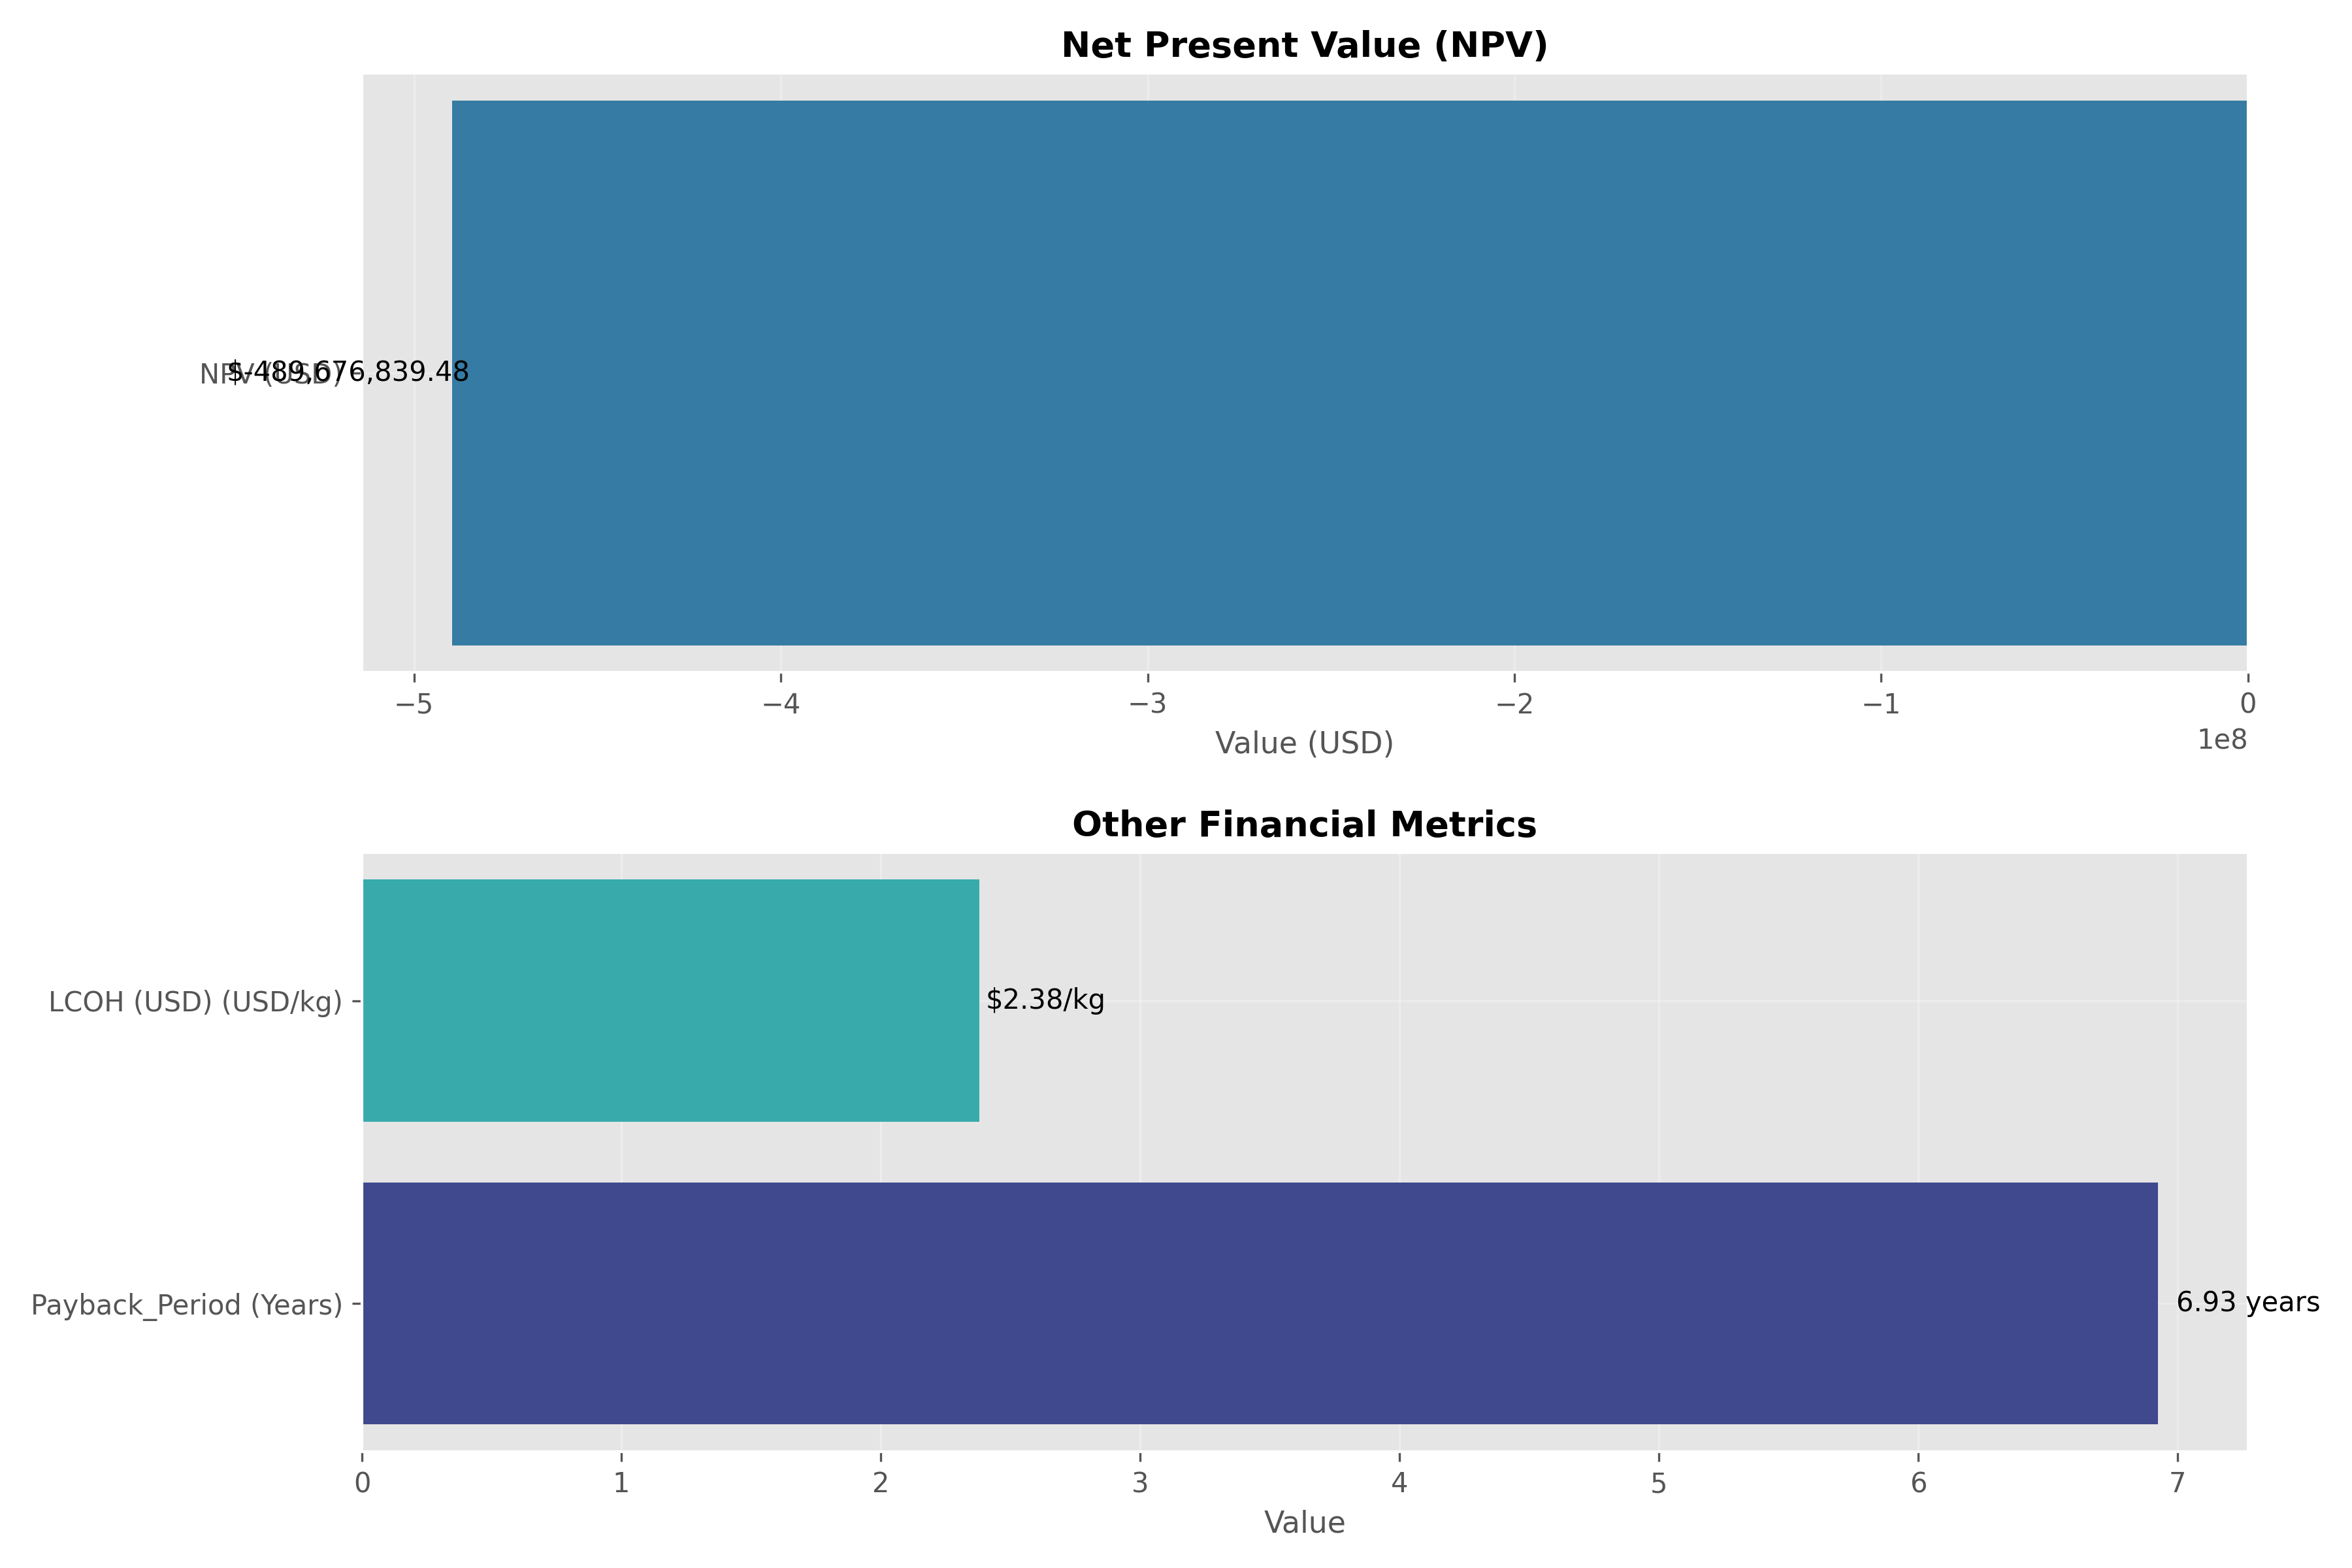 Net Present Value (NPV)
NPV (USD)
$-489,676,839.48
−5 −4 −3 −2 −1 0
Value (USD)
1e8
Other Financial Metrics
LCOH (USD) (USD/kg)
$2.38/kg
Payback_Period (Years)
6.93 years
0 1 2 3 4 5 6 7
Value